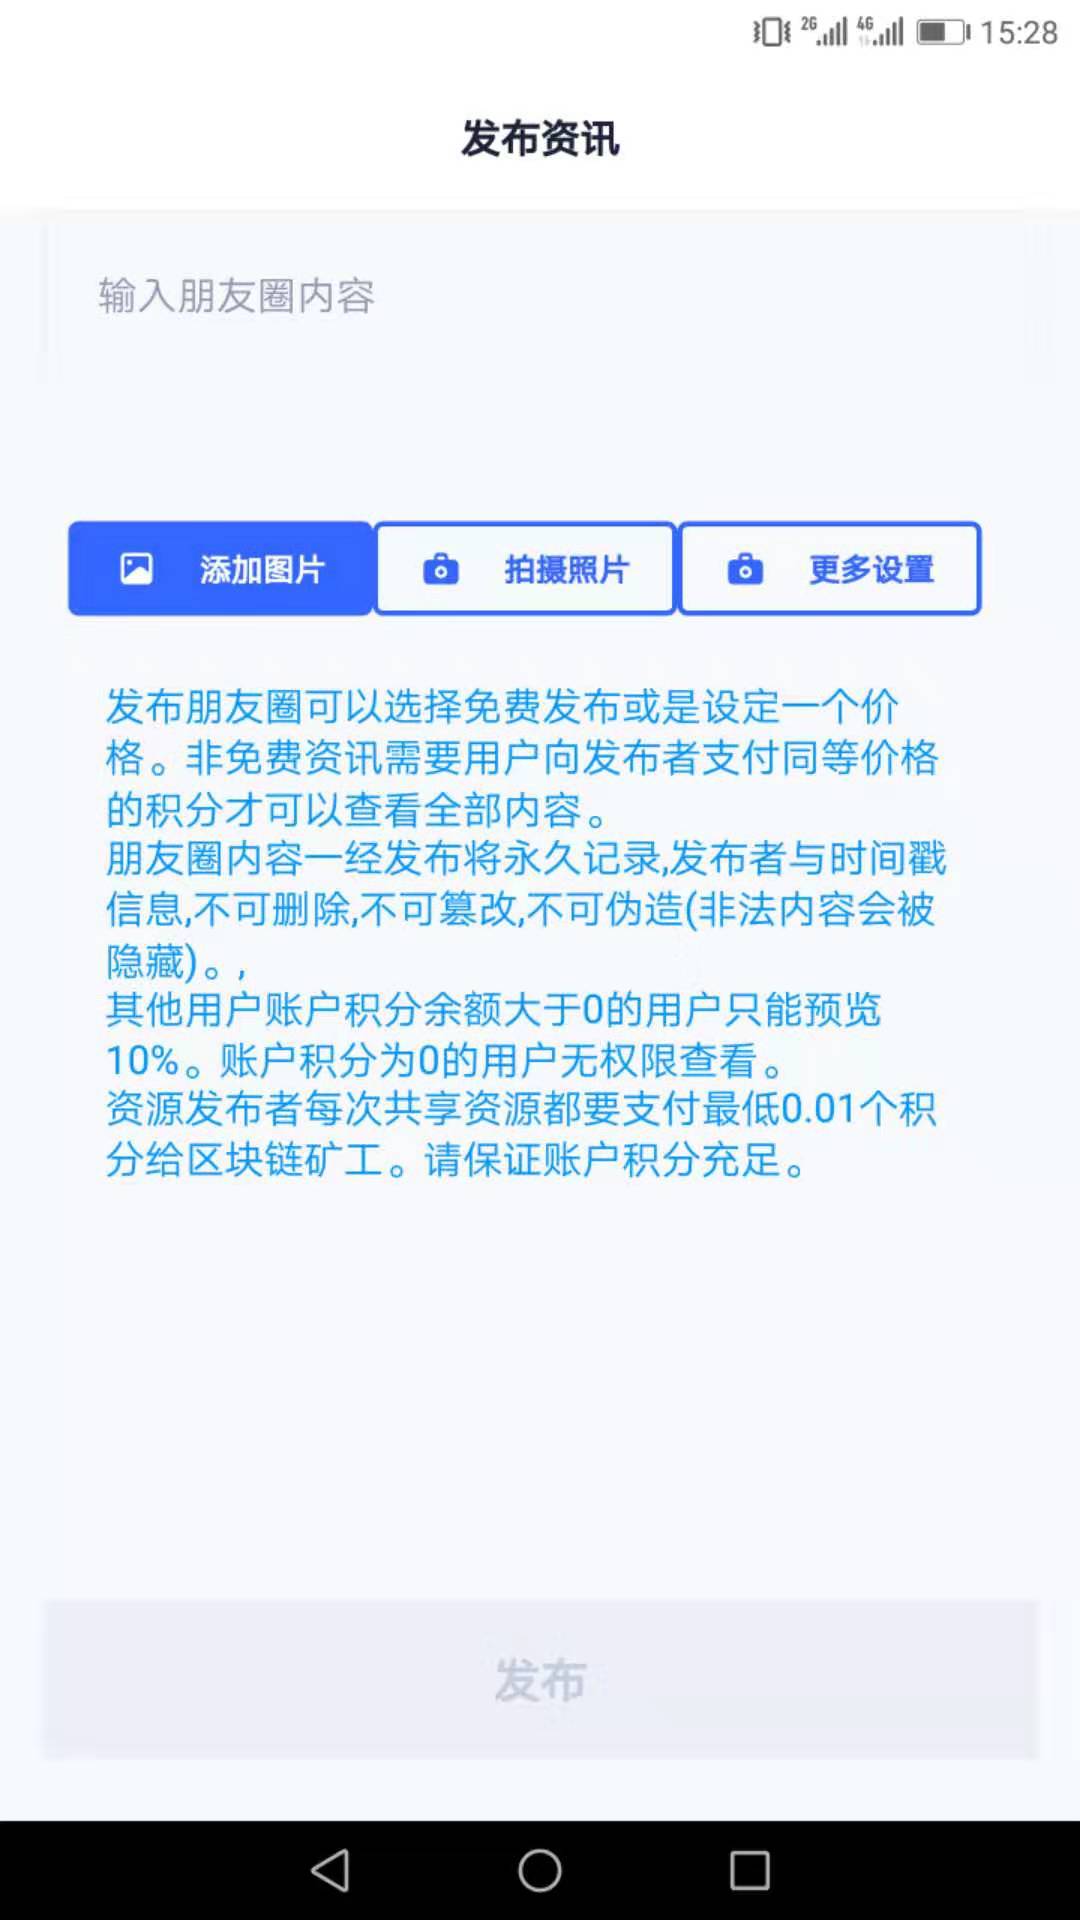 2G 4G 15:28
发布资讯
输入朋友圈内容
添加图片 拍摄照片 更多设置
发布朋友圈可以选择免费发布或是设定一个价
格。非免费资讯需要用户向发布者支付同等价格
的积分才可以查看全部内容。
朋友圈内容一经发布将永久记录,发布者与时间戳
信息,不可删除,不可篡改,不可伪造(非法内容会被
隐藏)。,
其他用户账户积分余额大于0的用户只能预览
10%。账户积分为0的用户无权限查看。
资源发布者每次共享资源都要支付最低0.01个积
分给区块链矿工。请保证账户积分充足。
发布